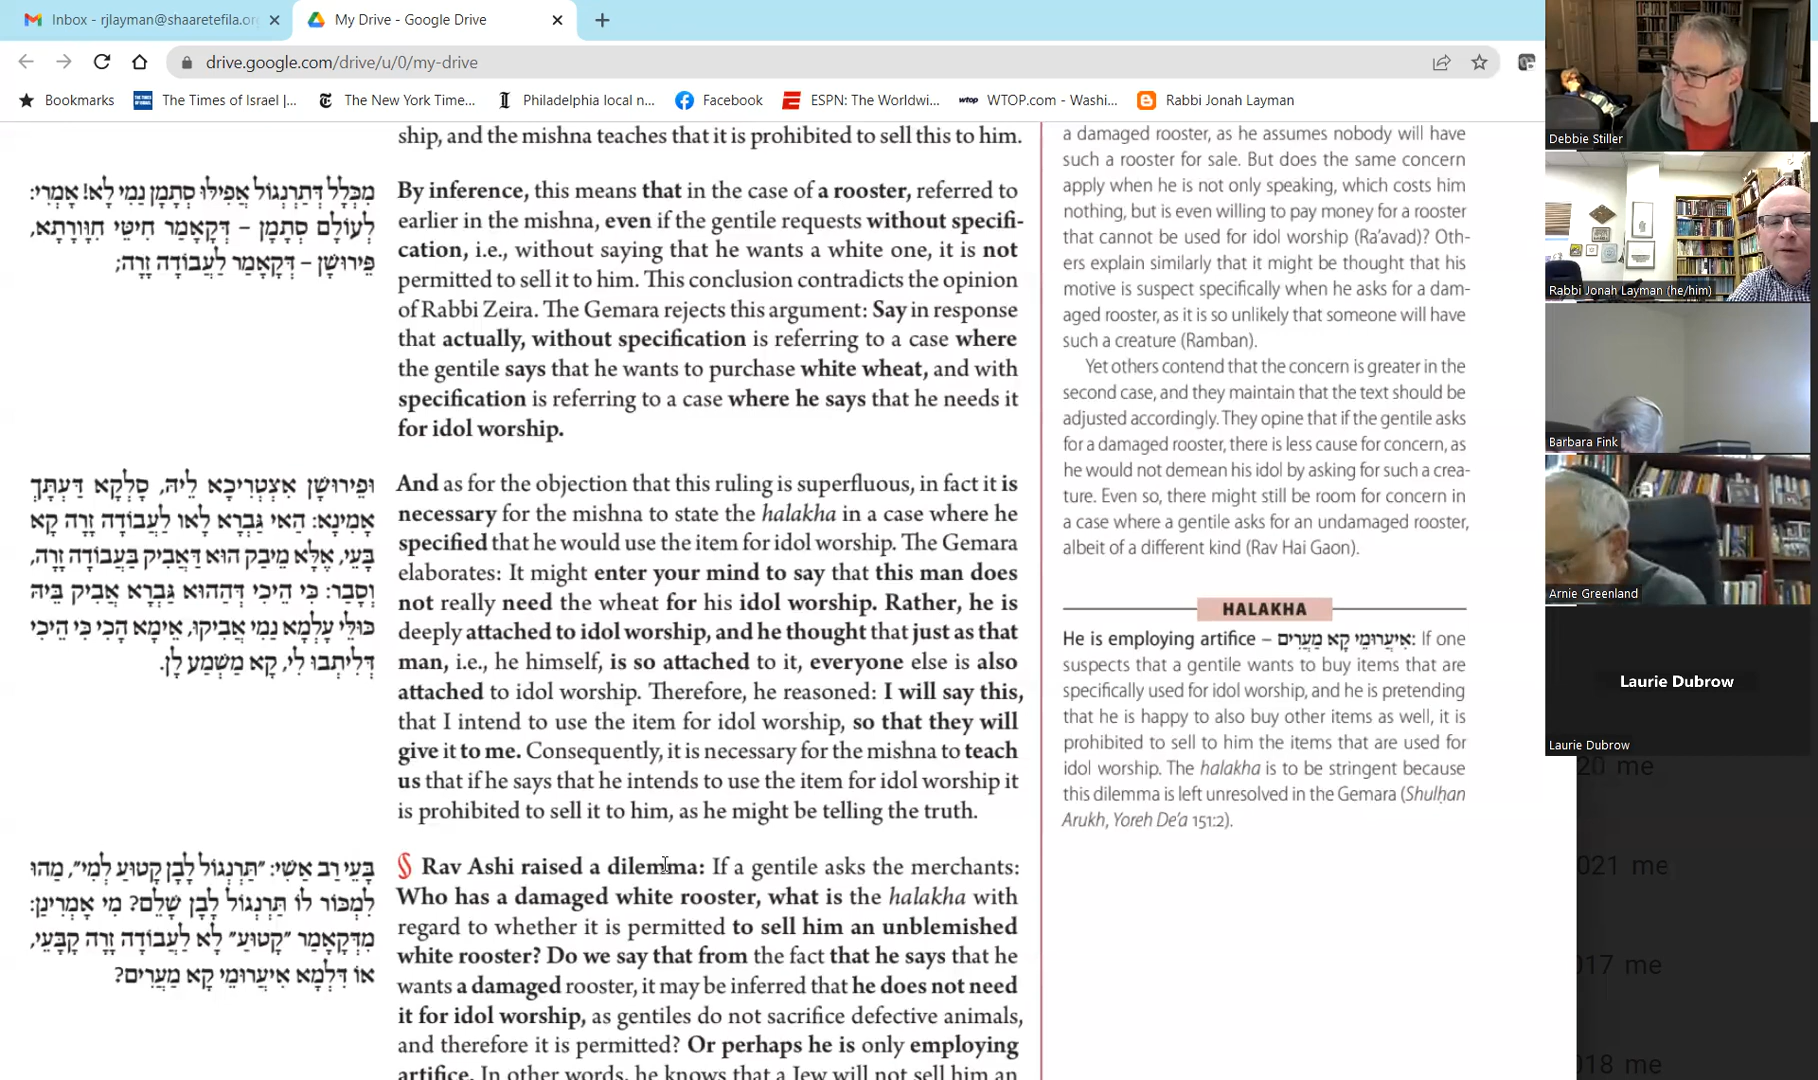 Inbox - rjlayman@shaaretefila.or
My Drive - Google Drive
drive.google.com/drive/u/0/my-drive
Bookmarks
The Times of Israel |...
The New York Time...
Philadelphia local n...
Facebook
ESPN: The Worldwi...
WTOP.com - Washi...
Rabbi Jonah Layman
ship, and the mishna teaches that it is prohibited to sell this to him.
מִכְּלָל דְּתַרְנְגוֹל אֲפִילּוּ סְתָמָן נַמֵי לָא! אָמְרִי:
לְעוֹלָם סְתָמָן – דְּקָאָמַר חִיטֵּי חִוָּורָתָא,
פֵּירוּשָׁן – דְּקָאָמַר לַעֲבוֹדָה זָרָה;
By inference, this means that in the case of a rooster, referred to
earlier in the mishna, even if the gentile requests without specifi-
cation, i.e., without saying that he wants a white one, it is not
permitted to sell it to him. This conclusion contradicts the opinion
of Rabbi Zeira. The Gemara rejects this argument: Say in response
that actually, without specification is referring to a case where
the gentile says that he wants to purchase white wheat, and with
specification is referring to a case where he says that he needs it
for idol worship.
וּפֵירוּשָׁן אִצְטְרִיכָא לֵיהּ, סָלְקָא דַּעְתָּךְ
אָמֵינָא: הַאי גַּבְרָא לָאו לַעֲבוֹדָה זָרָה קָא
בָּעֵי, אֶלָּא מֵיבָק הוּא דַּאֲבִיק בַּעֲבוֹדָה זָרָה,
וְסָבַר: כִּי הֵיכִי דְּהַהוּא גַּבְרָא אֲבִיק בֵּיהּ
כּוּלֵּי עָלְמָא נַמֵי אֲבִיקוּ, אֵימָא הָכִי כִּי הֵיכִי
דְּלִיתְּבוּ לִי, קָא מַשְׁמַע לַן.
And as for the objection that this ruling is superfluous, in fact it is
necessary for the mishna to state the halakha in a case where he
specified that he would use the item for idol worship. The Gemara
elaborates: It might enter your mind to say that this man does
not really need the wheat for his idol worship. Rather, he is
deeply attached to idol worship, and he thought that just as that
man, i.e., he himself, is so attached to it, everyone else is also
attached to idol worship. Therefore, he reasoned: I will say this,
that I intend to use the item for idol worship, so that they will
give it to me. Consequently, it is necessary for the mishna to teach
us that if he says that he intends to use the item for idol worship it
is prohibited to sell it to him, as he might be telling the truth.
בָּעֵי רַב אַשִׁי: "תַּרְנְגוֹל לָבָן קָטוּעַ לְמִי", מַהוּ
לִמְכּוֹר לוֹ תַּרְנְגוֹל לָבָן שָׁלֵם? מִי אָמְרִינַן:
מִדְּקָאָמַר "קָטוּעַ" לָא לַעֲבוֹדָה זָרָה קָבָּעֵי,
אוֹ דִּלְמָא אִיעֲרוּמֵי קָא מַעֲרִים?
§ Rav Ashi raised a dilemma: If a gentile asks the merchants:
Who has a damaged white rooster, what is the halakha with
regard to whether it is permitted to sell him an unblemished
white rooster? Do we say that from the fact that he says that he
wants a damaged rooster, it may be inferred that he does not need
it for idol worship, as gentiles do not sacrifice defective animals,
and therefore it is permitted? Or perhaps he is only employing
artifice. In other words, he knows that a Jew will not sell him an
a damaged rooster, as he assumes nobody will have
such a rooster for sale. But does the same concern
apply when he is not only speaking, which costs him
nothing, but is even willing to pay money for a rooster
that cannot be used for idol worship (Ra'avad)? Oth-
ers explain similarly that it might be thought that his
motive is suspect specifically when he asks for a dam-
aged rooster, as it is so unlikely that someone will have
such a creature (Ramban).
Yet others contend that the concern is greater in the
second case, and they maintain that the text should be
adjusted accordingly. They opine that if the gentile asks
for a damaged rooster, there is less cause for concern, as
he would not demean his idol by asking for such a crea-
ture. Even so, there might still be room for concern in
a case where a gentile asks for an undamaged rooster,
albeit of a different kind (Rav Hai Gaon).
HALAKHA
He is employing artifice – אִיעֲרוּמֵי קָא מַעֲרִים: If one
suspects that a gentile wants to buy items that are
specifically used for idol worship, and he is pretending
that he is happy to also buy other items as well, it is
prohibited to sell to him the items that are used for
idol worship. The halakha is to be stringent because
this dilemma is left unresolved in the Gemara (Shulḥan
Arukh, Yoreh De'a 151:2).
Debbie Stiller
Rabbi Jonah Layman (he/him)
Barbara Fink
Arnie Greenland
Laurie Dubrow
Laurie Dubrow
20 me
021 me
017 me
018 me